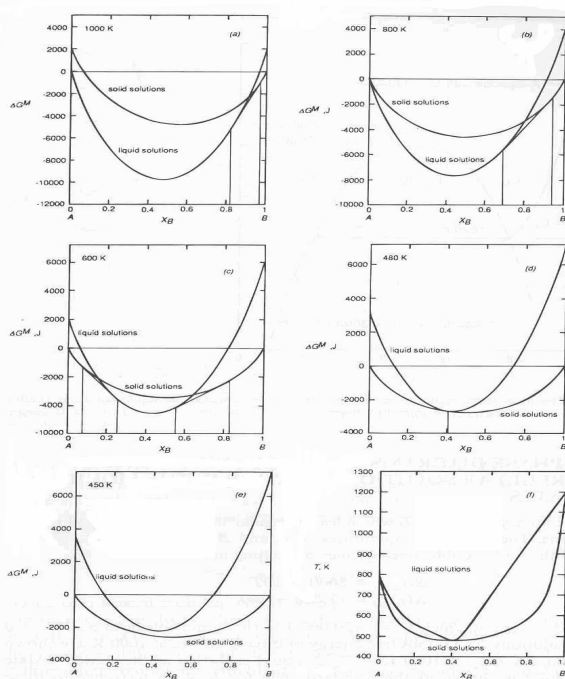 1000 K
(a)
4000
2000
0
-2000
-4000
-6000
-8000
-10000
-12000
ΔG^M
solid solutions
liquid solutions
0 0.2 0.4 0.6 0.8 1
A X_B B
800 K
(b)
4000
2000
0
-2000
-4000
-6000
-8000
-10000
ΔG^M ,J
solid solutions
liquid solutions
0 0.2 0.4 0.6 0.8 1
A X_B B
600 K
(c)
6000
4000
2000
0
-2000
-4000
-10000
ΔG^M ,J
liquid solutions
solid solutions
0 0.2 0.4 0.6 0.8 1
A X_B B
480 K
(d)
6000
4000
2000
0
-2000
-4000
ΔG^M ,J
liquid solutions
solid solutions
0 0.2 0.4 0.6 0.8 1
A X_B B
450 K
(e)
6000
4000
2000
0
-2000
-4000
ΔG^M ,J
liquid solutions
solid solutions
0 0.2 0.4 0.6 0.8 1
A X_B B
(f)
1300
1200
1100
1000
900
800
700
600
500
400
T, K
liquid solutions
solid solutions
0 0.2 0.4 0.6 0.8 1
A X_B B